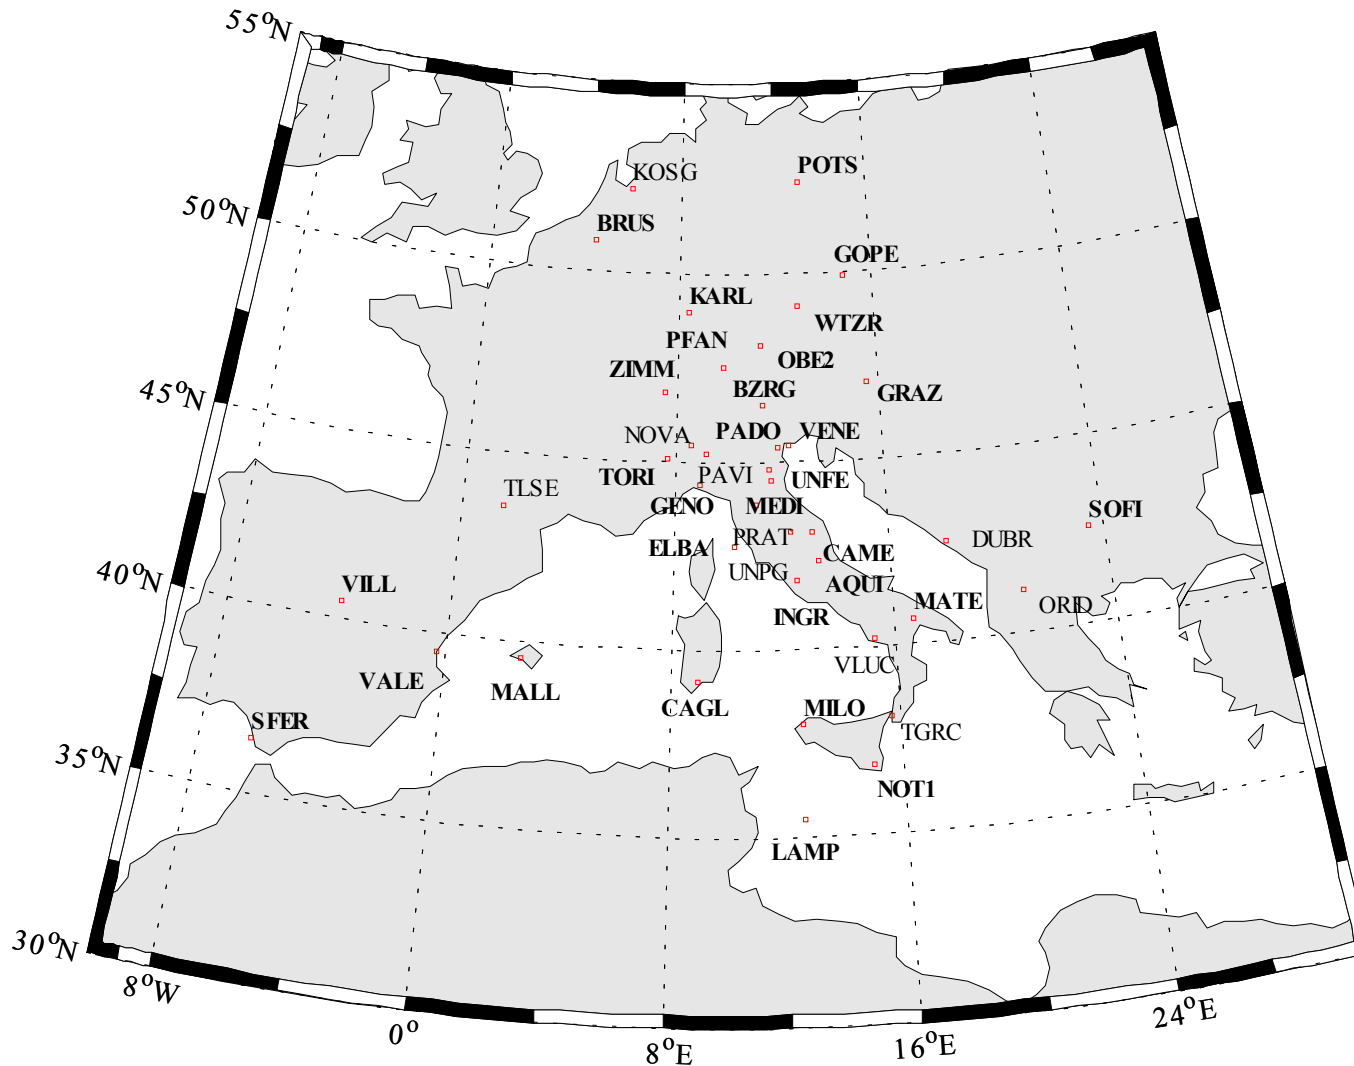 55°N
KOSG
POTS
50°N
BRUS
GOPE
KARL
WTZR
PFAN
OBE2
ZIMM
BZRG
GRAZ
45°N
NOVA
PADO
VENE
TORI
PAVI
UNFE
TLSE
GENO
MEDI
SOFI
PRAT
DUBR
ELBA
CAME
UNPG
AQUI
40°N
VILL
INGR
MATE
ORID
VLUC
VALE
MALL
CAGL
MILO
SFER
TGRC
35°N
NOT1
LAMP
30°N
8°W
0°
8°E
16°E
24°E